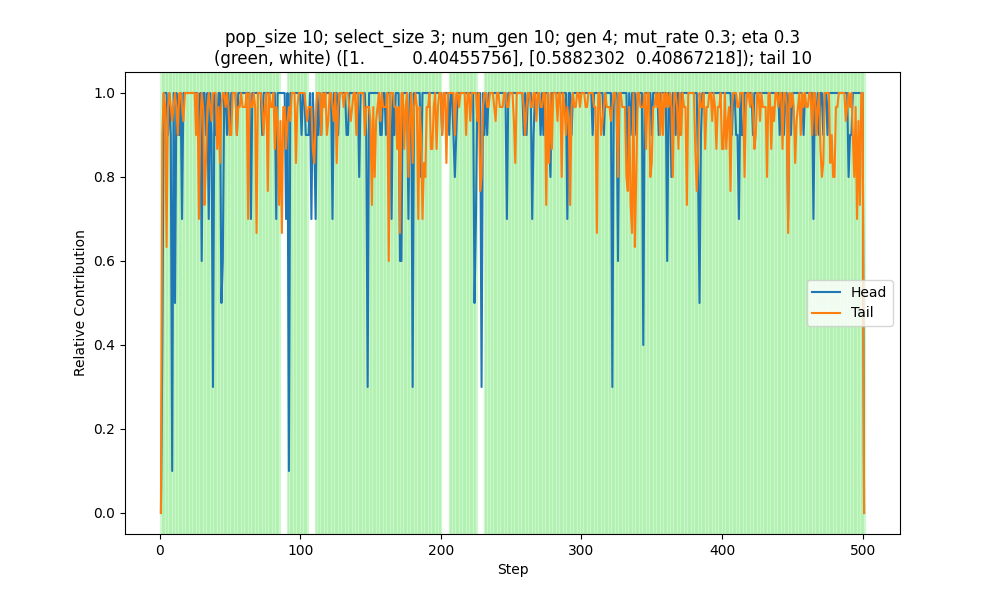 pop_size 10; select_size 3; num_gen 10; gen 4; mut_rate 0.3; eta 0.3
(green, white) ([1.         0.40455756], [0.5882302  0.40867218]); tail 10
1.0
0.8
0.6
0.4
0.2
0.0
Relative Contribution
Head
Tail
0
100
200
300
400
500
Step